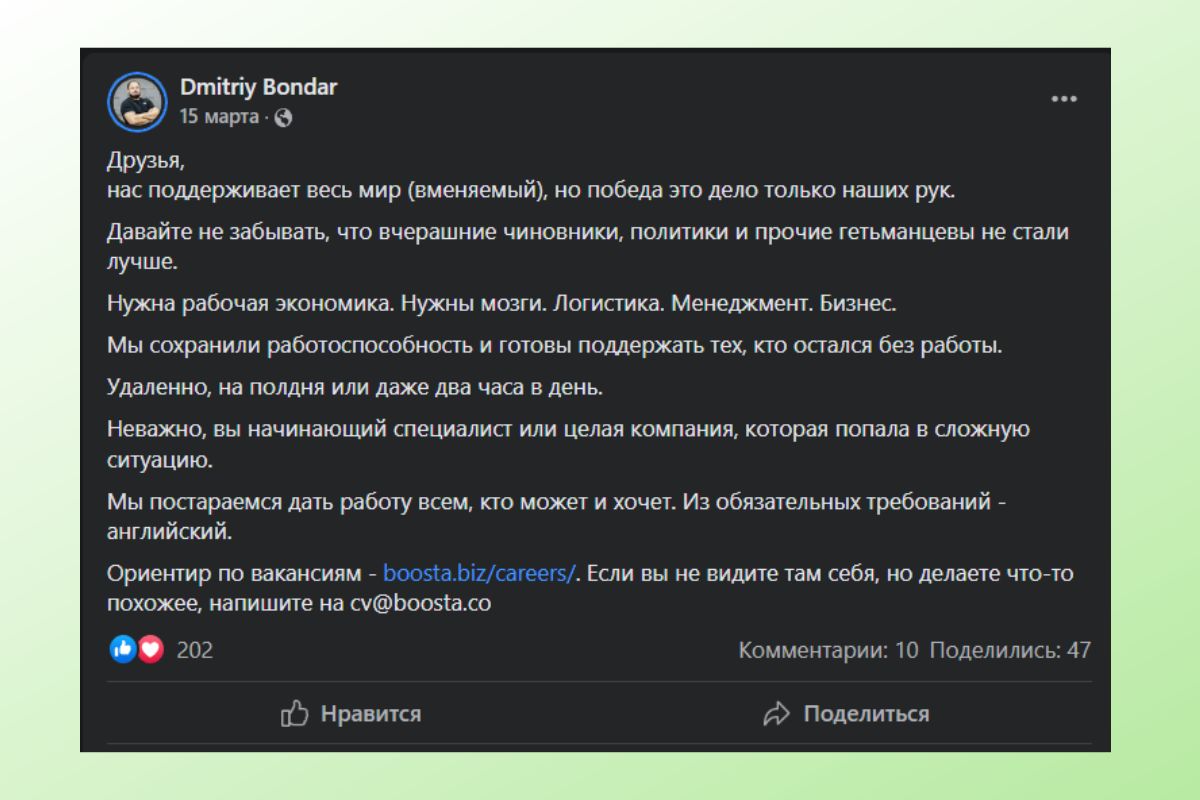 Dmitriy Bondar
15 марта ·
Друзья,
нас поддерживает весь мир (вменяемый), но победа это дело только наших рук.
Давайте не забывать, что вчерашние чиновники, политики и прочие гетьманцевы не стали
лучше.
Нужна рабочая экономика. Нужны мозги. Логистика. Менеджмент. Бизнес.
Мы сохранили работоспособность и готовы поддержать тех, кто остался без работы.
Удаленно, на полдня или даже два часа в день.
Неважно, вы начинающий специалист или целая компания, которая попала в сложную
ситуацию.
Мы постараемся дать работу всем, кто может и хочет. Из обязательных требований -
английский.
Ориентир по вакансиям - boosta.biz/careers/. Если вы не видите там себя, но делаете что-то
похожее, напишите на cv@boosta.co
202 Комментарии: 10 Поделились: 47
Нравится Поделиться